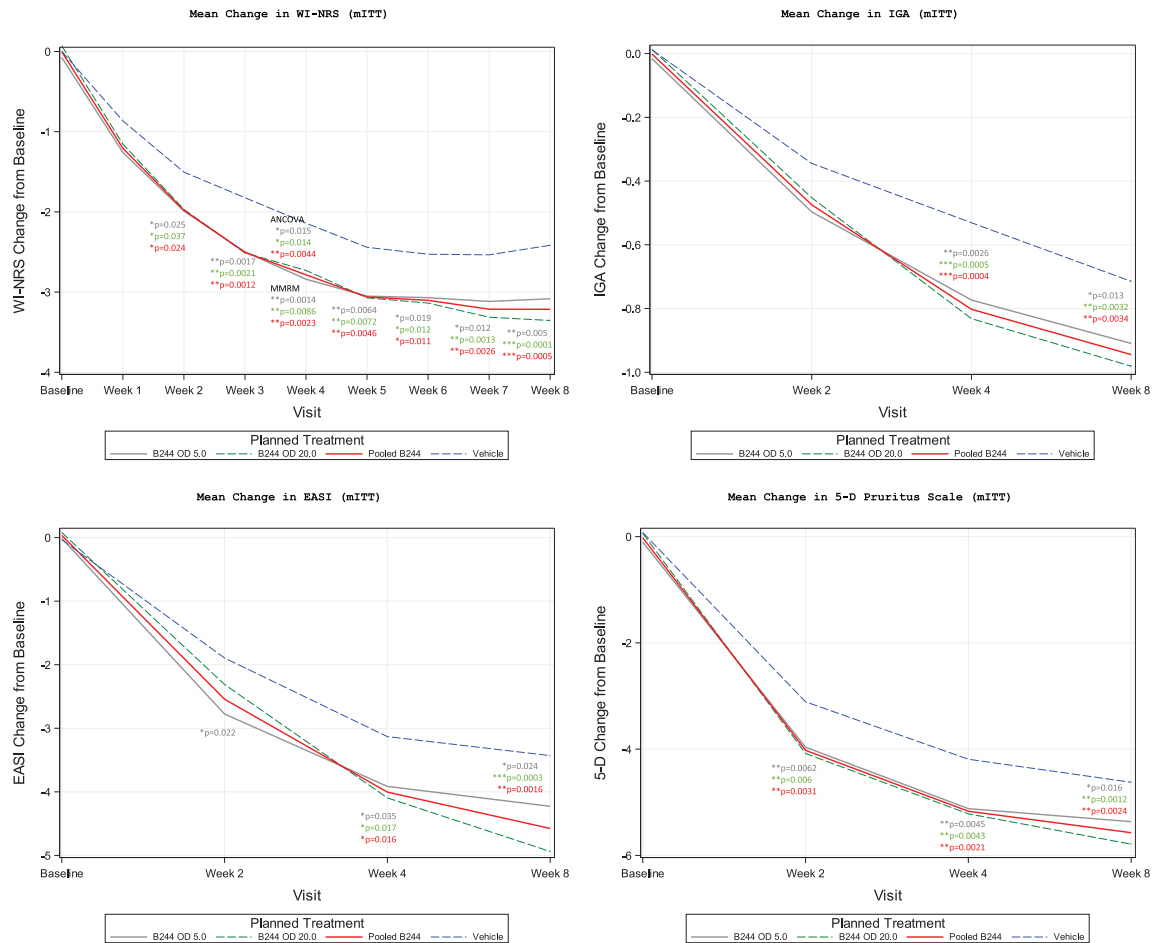 Mean Change in WI-NRS (mITT)
WI-NRS Change from Baseline
0
-1
-2
-3
-4
*p=0.025
*p=0.037
*p=0.024
**p=0.0017
**p=0.0021
**p=0.0012
ANCOVA
*p=0.015
*p=0.014
**p=0.0044
MMRM
**p=0.0014
**p=0.0086
**p=0.0023
**p=0.0064
**p=0.0072
**p=0.0046
*p=0.019
*p=0.012
*p=0.011
*p=0.012
**p=0.0013
**p=0.0026
**p=0.005
***p=0.0001
***p=0.0005
Baseline Week 1 Week 2 Week 3 Week 4 Week 5 Week 6 Week 7 Week 8
Visit
Planned Treatment
B244 OD 5.0 B244 OD 20.0 Pooled B244 Vehicle
Mean Change in IGA (mITT)
IGA Change from Baseline
0.0
-0.2
-0.4
-0.6
-0.8
-1.0
**p=0.0026
***p=0.0005
***p=0.0004
*p=0.013
**p=0.0032
**p=0.0034
Baseline Week 2 Week 4 Week 8
Visit
Planned Treatment
B244 OD 5.0 B244 OD 20.0 Pooled B244 Vehicle
Mean Change in EASI (mITT)
EASI Change from Baseline
0
-1
-2
-3
-4
-5
*p=0.022
*p=0.035
*p=0.017
*p=0.016
*p=0.024
***p=0.0003
**p=0.0016
Baseline Week 2 Week 4 Week 8
Visit
Planned Treatment
B244 OD 5.0 B244 OD 20.0 Pooled B244 Vehicle
Mean Change in 5-D Pruritus Scale (mITT)
5-D Change from Baseline
0
-2
-4
-6
**p=0.0062
**p=0.006
**p=0.0031
**p=0.0045
**p=0.0043
**p=0.0021
*p=0.016
**p=0.0012
**p=0.0024
Baseline Week 2 Week 4 Week 8
Visit
Planned Treatment
B244 OD 5.0 B244 OD 20.0 Pooled B244 Vehicle